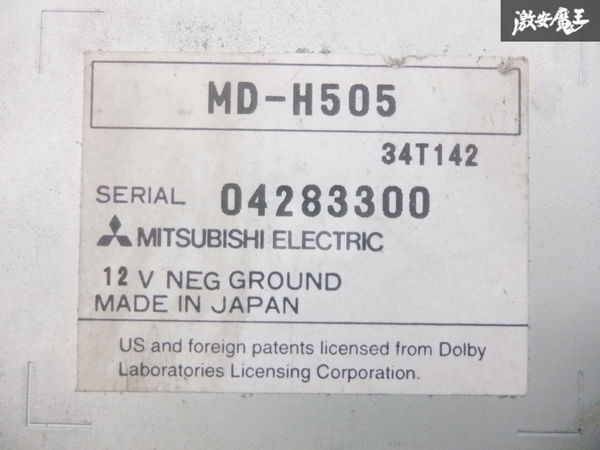 激安魔王
MD-H505
34T142
SERIAL 04283300
MITSUBISHI ELECTRIC
12 V NEG GROUND
MADE IN JAPAN
US and foreign patents licensed from Dolby
Laboratories Licensing Corporation.